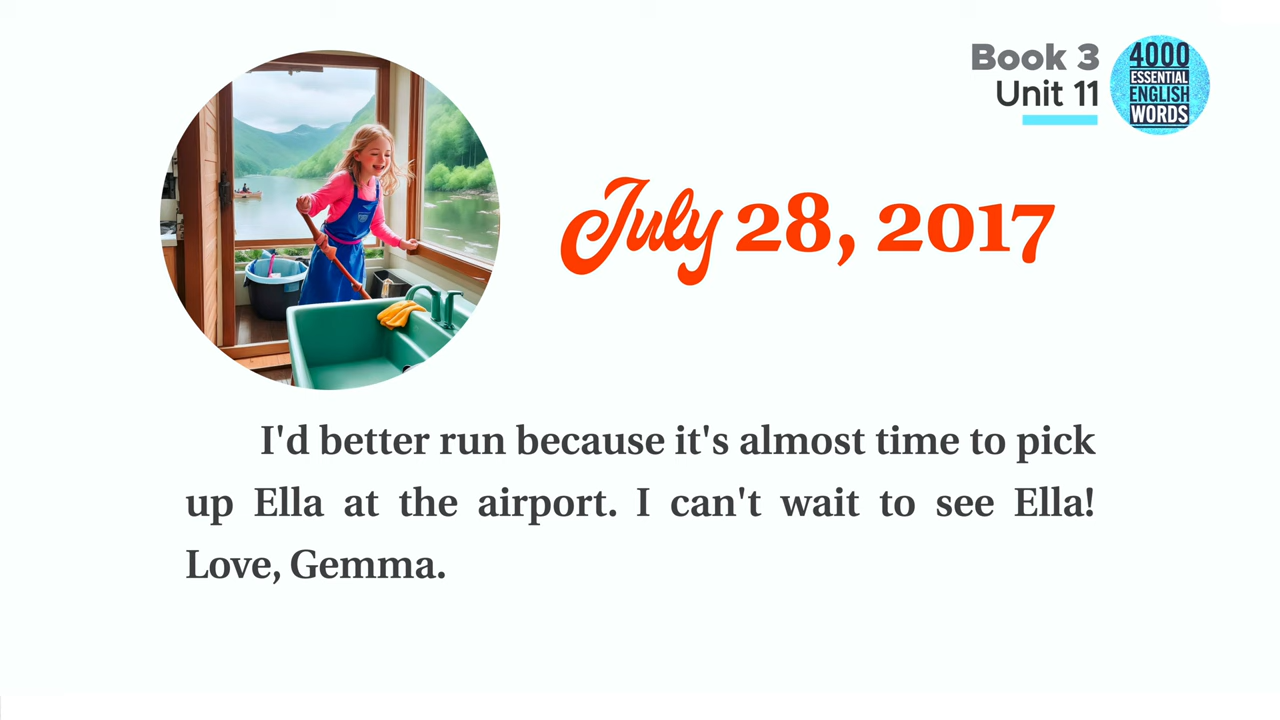 Book 3
Unit 11
4000
ESSENTIAL
ENGLISH
WORDS
July 28, 2017
I'd better run because it's almost time to pick
up Ella at the airport. I can't wait to see Ella!
Love, Gemma.